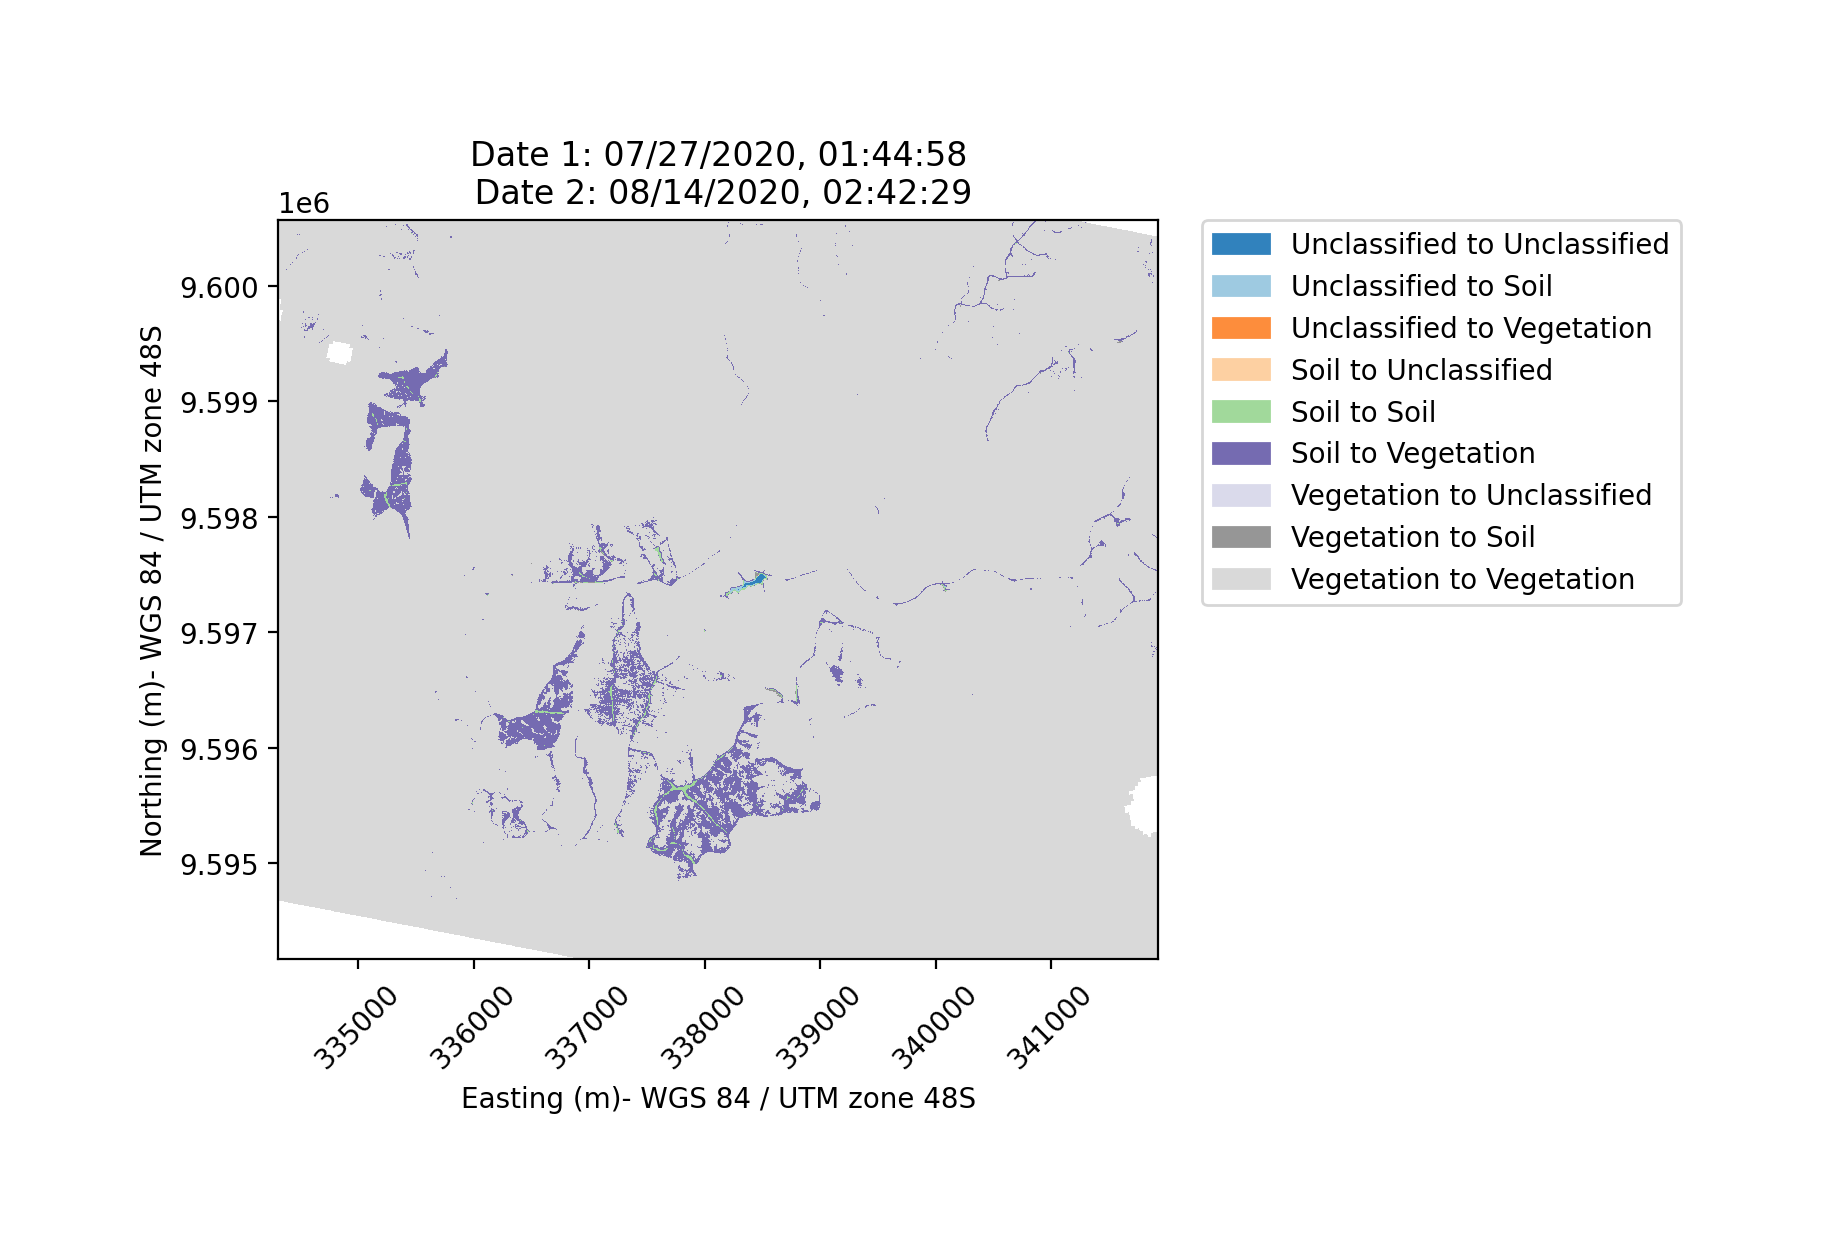 Date 1: 07/27/2020, 01:44:58
Date 2: 08/14/2020, 02:42:29
1e6
9.600
9.599
9.598
9.597
9.596
9.595
Northing (m)- WGS 84 / UTM zone 48S
335000
336000
337000
338000
339000
340000
341000
Easting (m)- WGS 84 / UTM zone 48S
Unclassified to Unclassified
Unclassified to Soil
Unclassified to Vegetation
Soil to Unclassified
Soil to Soil
Soil to Vegetation
Vegetation to Unclassified
Vegetation to Soil
Vegetation to Vegetation